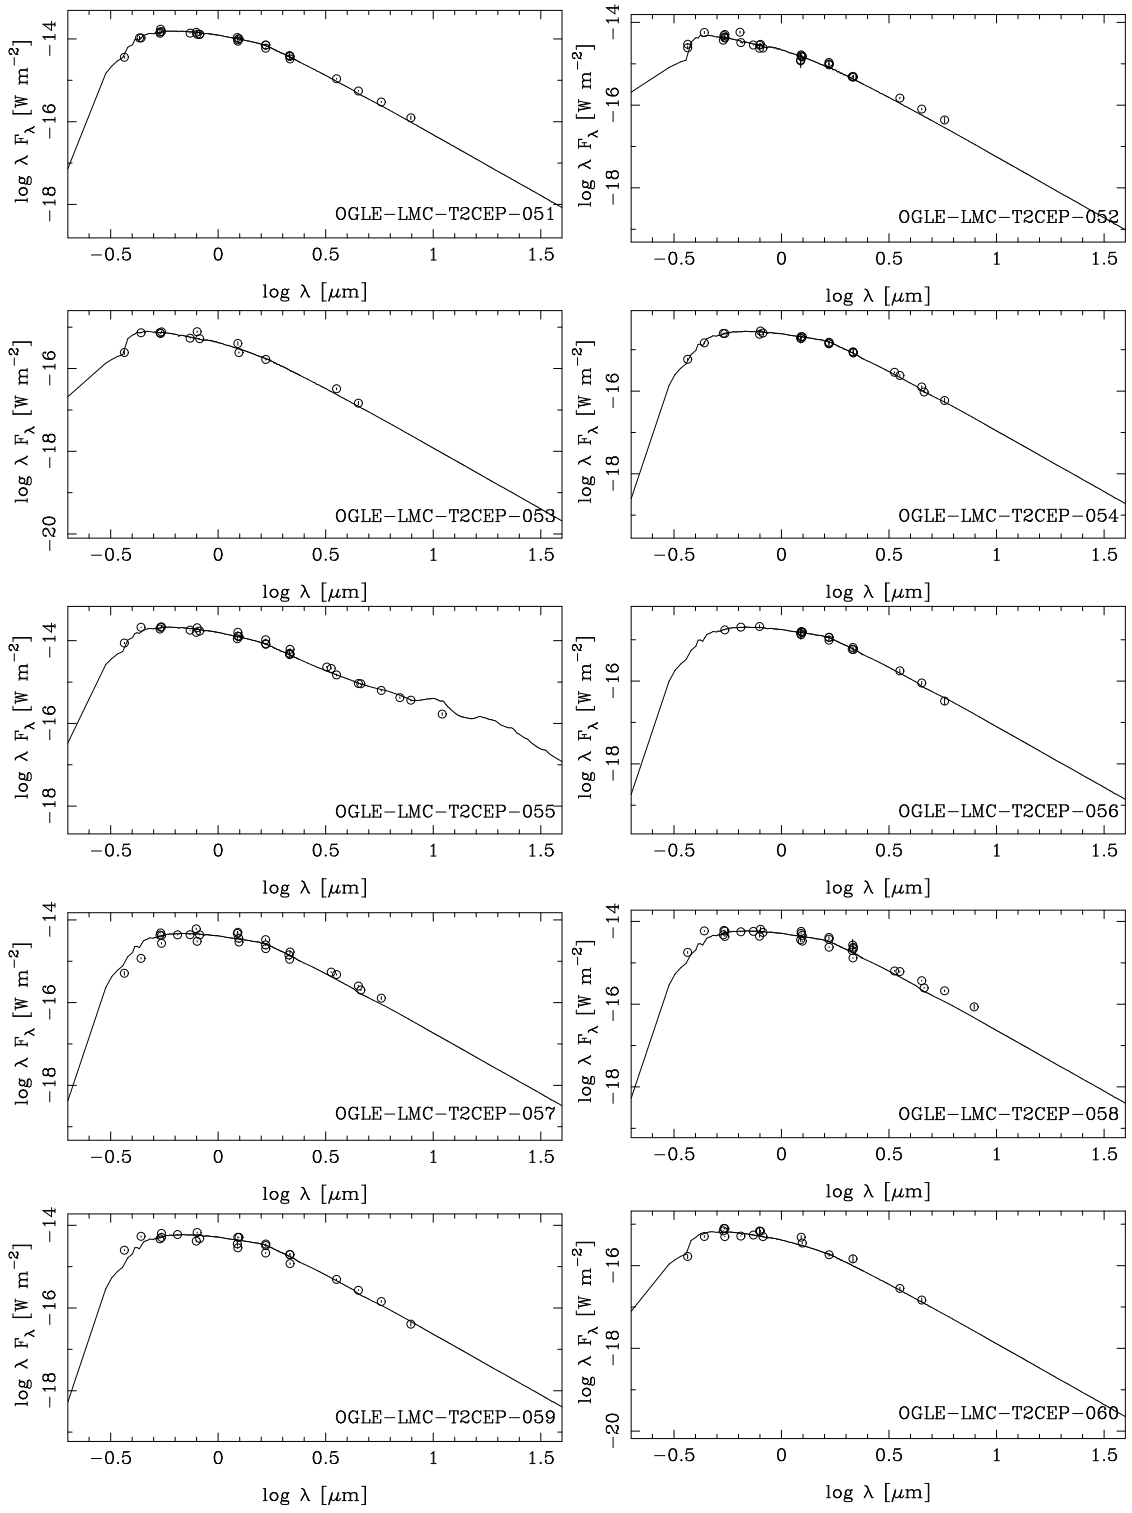 log λ F_λ [W m⁻²]
−14
−16
−18
OGLE−LMC−T2CEP−051
−0.5 0 0.5 1 1.5
log λ [μm]
log λ F_λ [W m⁻²]
−14
−16
−18
OGLE−LMC−T2CEP−052
−0.5 0 0.5 1 1.5
log λ [μm]
log λ F_λ [W m⁻²]
−16
−18
−20
OGLE−LMC−T2CEP−053
−0.5 0 0.5 1 1.5
log λ [μm]
log λ F_λ [W m⁻²]
−16
−18
OGLE−LMC−T2CEP−054
−0.5 0 0.5 1 1.5
log λ [μm]
log λ F_λ [W m⁻²]
−14
−16
−18
OGLE−LMC−T2CEP−055
−0.5 0 0.5 1 1.5
log λ [μm]
log λ F_λ [W m⁻²]
−16
−18
OGLE−LMC−T2CEP−056
−0.5 0 0.5 1 1.5
log λ [μm]
log λ F_λ [W m⁻²]
−14
−16
−18
OGLE−LMC−T2CEP−057
−0.5 0 0.5 1 1.5
log λ [μm]
log λ F_λ [W m⁻²]
−14
−16
−18
OGLE−LMC−T2CEP−058
−0.5 0 0.5 1 1.5
log λ [μm]
log λ F_λ [W m⁻²]
−14
−16
−18
OGLE−LMC−T2CEP−059
−0.5 0 0.5 1 1.5
log λ [μm]
log λ F_λ [W m⁻²]
−16
−18
−20
OGLE−LMC−T2CEP−060
−0.5 0 0.5 1 1.5
log λ [μm]